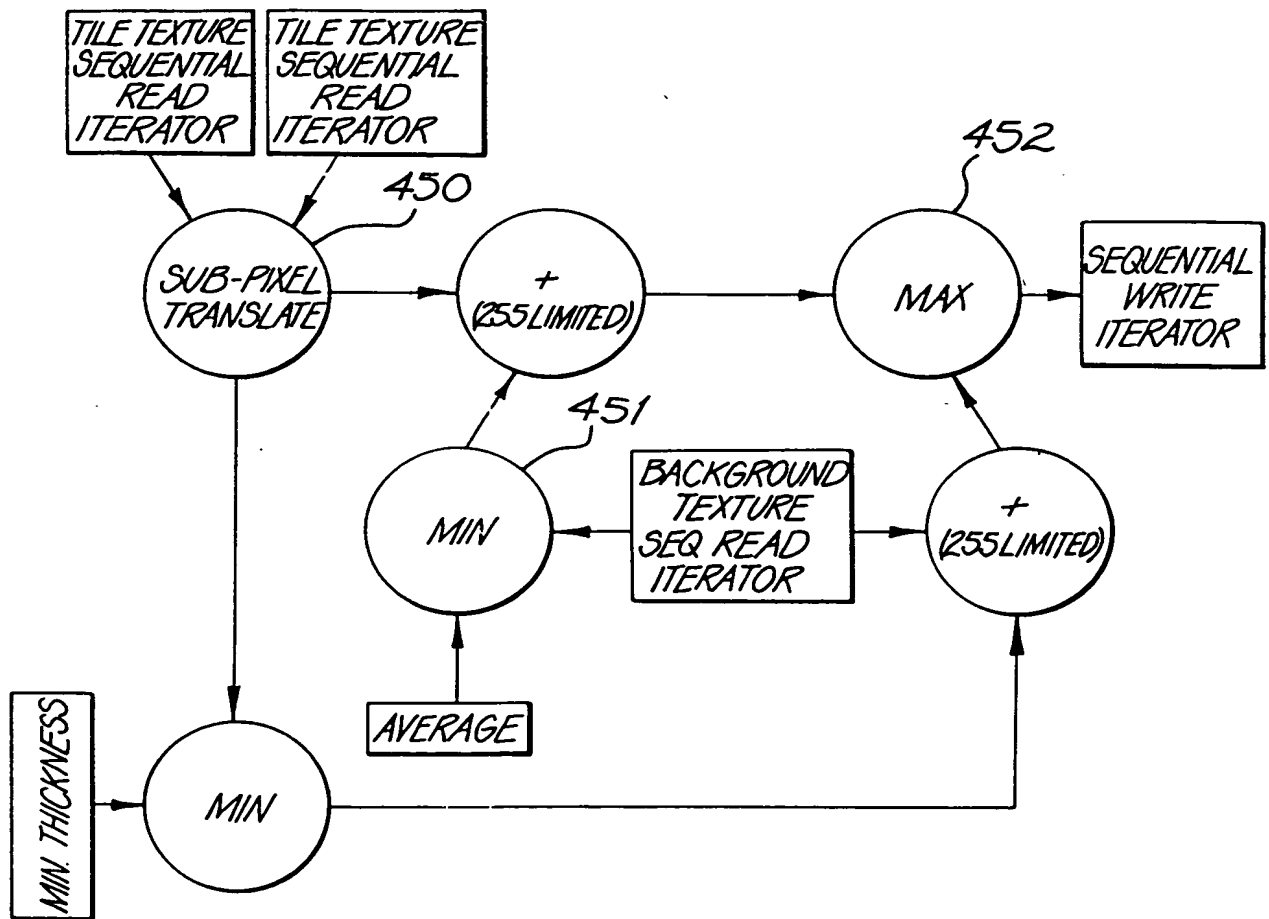 TILE TEXTURE
SEQUENTIAL
READ
ITERATOR
TILE TEXTURE
SEQUENTIAL
READ
ITERATOR
450
452
SUB-PIXEL
TRANSLATE
+
(255 LIMITED)
MAX
SEQUENTIAL
WRITE
ITERATOR
451
MIN
BACKGROUND
TEXTURE
SEQ READ
ITERATOR
+
(255 LIMITED)
AVERAGE
MIN. THICKNESS
MIN